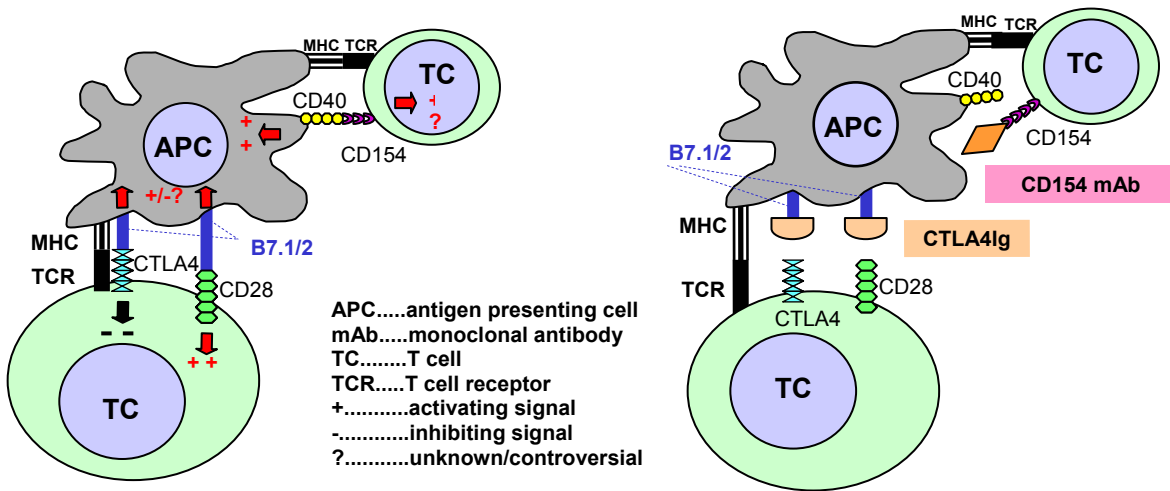 MHC TCR
TC
-+
?
CD40
+
+
CD154
APC
+/-?
B7.1/2
MHC
TCR
CTLA4
CD28
- -
+ +
TC
APC.....antigen presenting cell
mAb.....monoclonal antibody
TC........T cell
TCR.....T cell receptor
+...........activating signal
-............inhibiting signal
?...........unknown/controversial
MHC TCR
TC
CD40
CD154
APC
B7.1/2
CD154 mAb
MHC
CTLA4Ig
TCR
CD28
CTLA4
TC